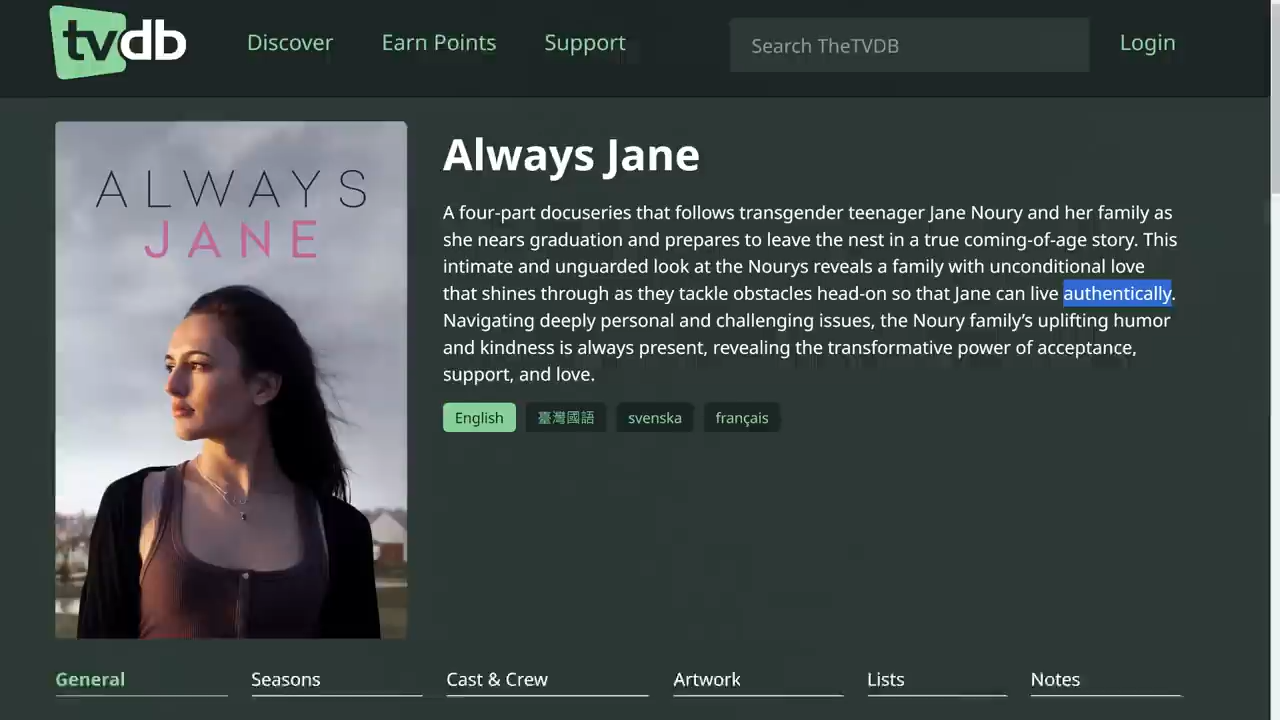 tvdb
Discover
Earn Points
Support
Search TheTVDB
Login
ALWAYS
JANE
Always Jane
A four-part docuseries that follows transgender teenager Jane Noury and her family as
she nears graduation and prepares to leave the nest in a true coming-of-age story. This
intimate and unguarded look at the Nourys reveals a family with unconditional love
that shines through as they tackle obstacles head-on so that Jane can live authentically.
Navigating deeply personal and challenging issues, the Noury family’s uplifting humor
and kindness is always present, revealing the transformative power of acceptance,
support, and love.
English
臺灣國語
svenska
français
General
Seasons
Cast & Crew
Artwork
Lists
Notes